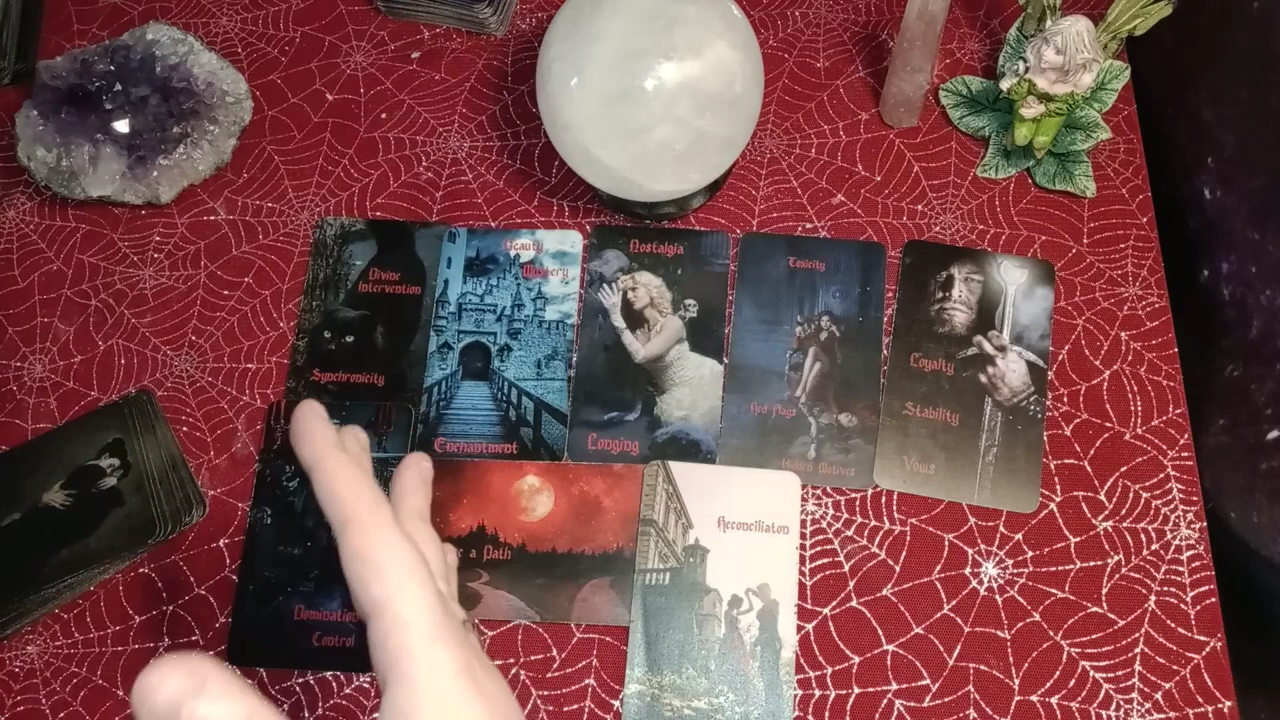 Divine
Intervention
Synchronicity
Beauty
Mystery
Enchantment
Nostalgia
Longing
Toxicity
Red Flags
Hidden Motives
Loyalty
Stability
Vows
Domination
Control
a Path
Reconciliaton